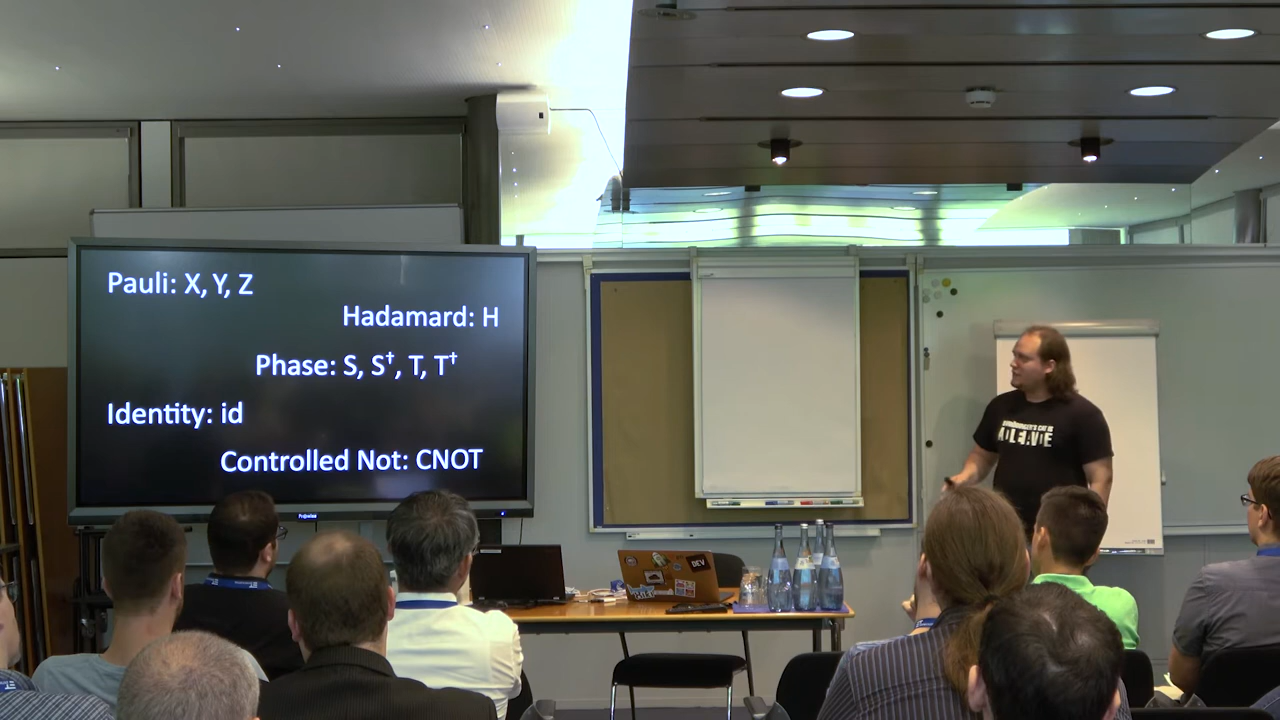 Pauli: X, Y, Z
Hadamard: H
Phase: S, S†, T, T†
Identity: id
Controlled Not: CNOT
DEV